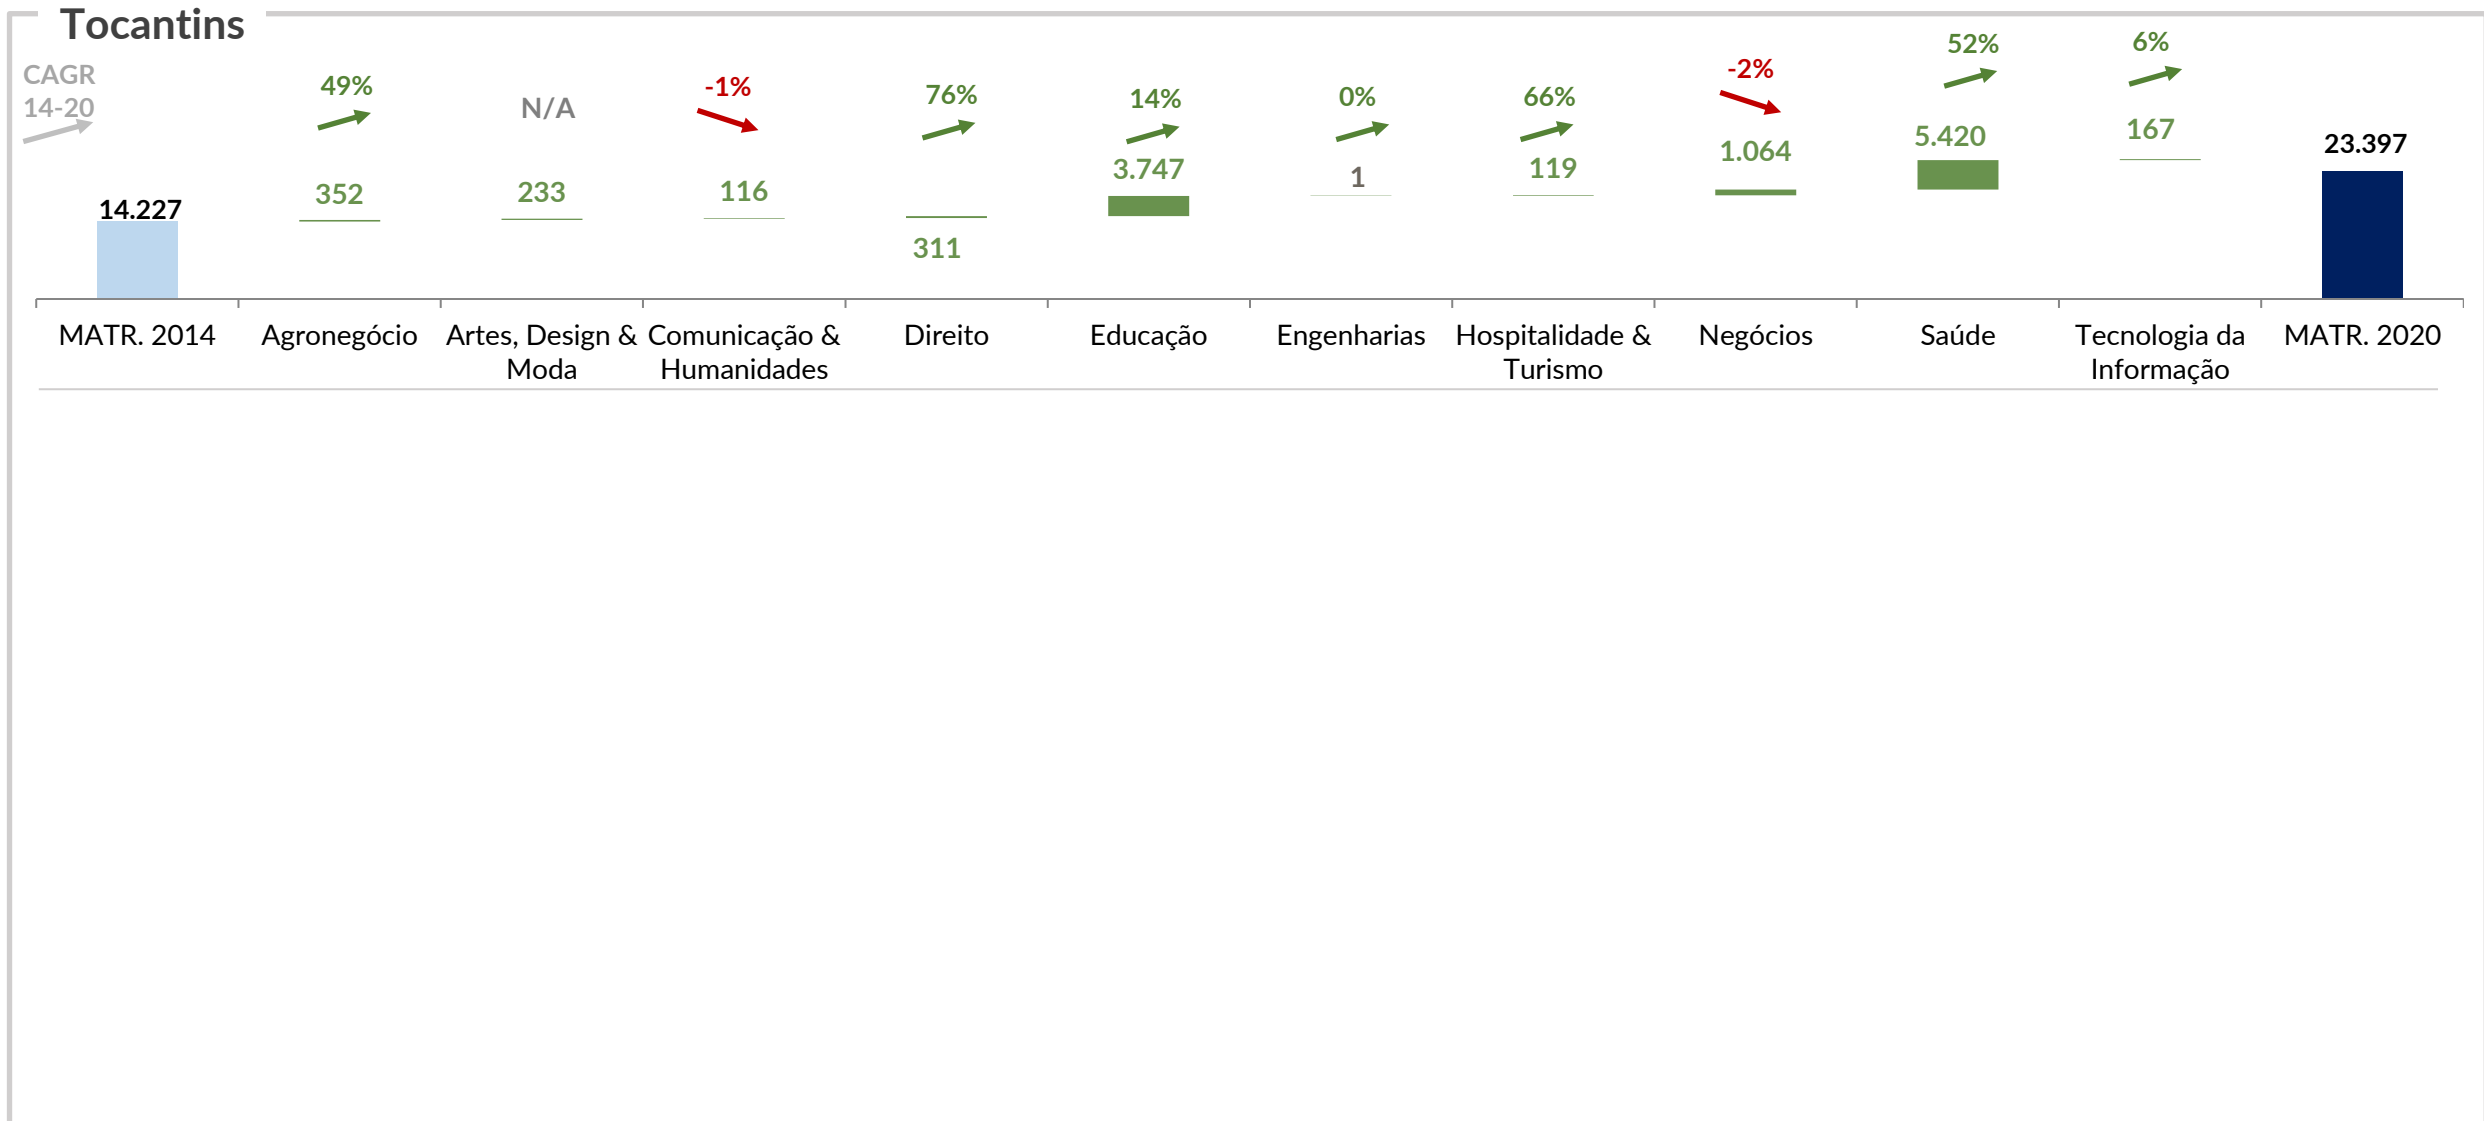 Tocantins
CAGR
14-20
49%
N/A
-1%
76%
14%
0%
66%
-2%
52%
6%
14.227
352
233
116
311
3.747
1
119
1.064
5.420
167
23.397
MATR. 2014
Agronegócio
Artes, Design &
Moda
Comunicação &
Humanidades
Direito
Educação
Engenharias
Hospitalidade &
Turismo
Negócios
Saúde
Tecnologia da
Informação
MATR. 2020